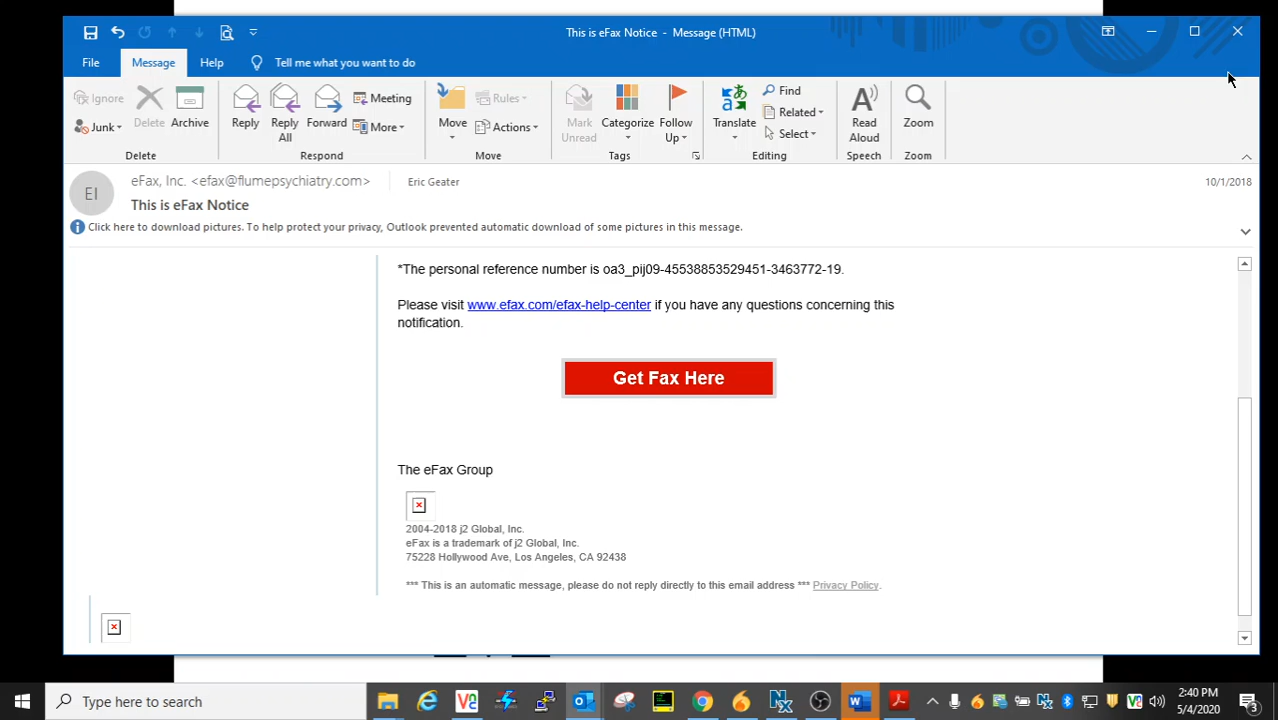 This is eFax Notice - Message (HTML)
File
Message
Help
Tell me what you want to do
Ignore
Junk
Delete
Archive
Reply
Reply All
Forward
Meeting
More
Move
Rules
Actions
Mark Unread
Categorize
Follow Up
Translate
Find
Related
Select
Read Aloud
Zoom
Delete
Respond
Move
Tags
Editing
Speech
Zoom
EI
eFax, Inc. <efax@flumepsychiatry.com>
Eric Geater
10/1/2018
This is eFax Notice
Click here to download pictures. To help protect your privacy, Outlook prevented automatic download of some pictures in this message.
*The personal reference number is oa3_pij09-45538853529451-3463772-19.
Please visit www.efax.com/efax-help-center if you have any questions concerning this
notification.
Get Fax Here
The eFax Group
2004-2018 j2 Global, Inc.
eFax is a trademark of j2 Global, Inc.
75228 Hollywood Ave, Los Angeles, CA 92438
*** This is an automatic message, please do not reply directly to this email address *** Privacy Policy.
Type here to search
2:40 PM
5/4/2020
3